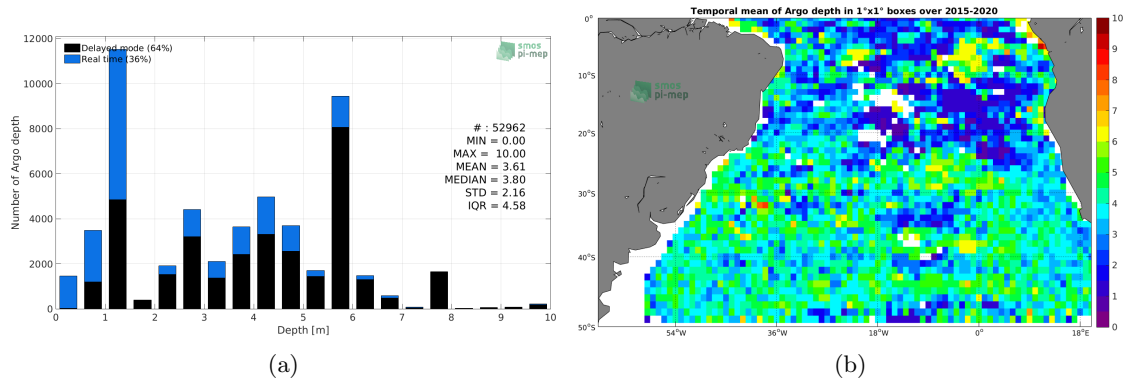 12000
10000
8000
6000
4000
2000
0
Number of Argo depth
Delayed mode (64%)
Real time (36%)
smos
pi-mep
# : 52962
MIN = 0.00
MAX = 10.00
MEAN = 3.61
MEDIAN = 3.80
STD = 2.16
IQR = 4.58
0 1 2 3 4 5 6 7 8 9 10
Depth [m]
(a)
Temporal mean of Argo depth in 1°x1° boxes over 2015-2020
0°
10°S
20°S
30°S
40°S
50°S
smos
pi-mep
54°W 36°W 18°W 0° 18°E
10
9
8
7
6
5
4
3
2
1
0
(b)